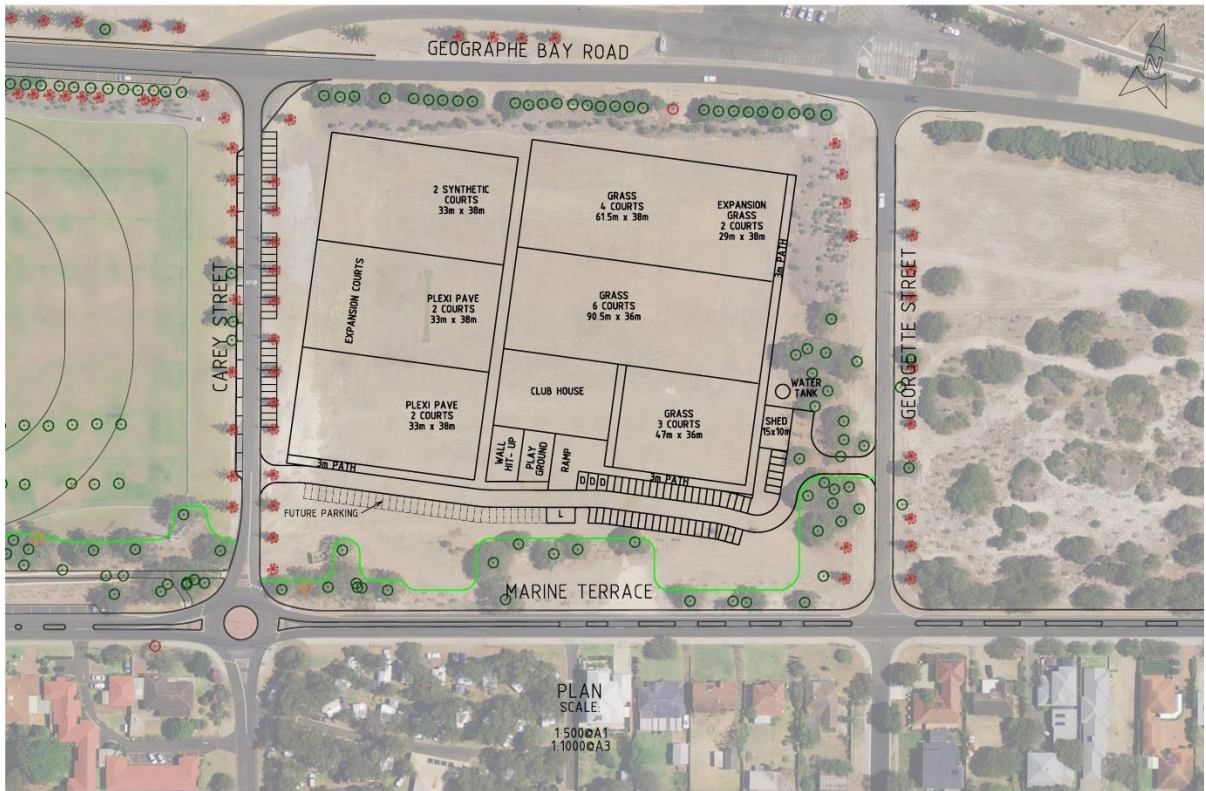 GEOGRAPHE BAY ROAD
N
CAREY STREET
2 SYNTHETIC
COURTS
33m x 38m
GRASS
4 COURTS
61.5m x 38m
EXPANSION
GRASS
2 COURTS
29m x 38m
3m PATH
EXPANSION COURTS
PLEXI PAVE
2 COURTS
33m x 38m
GRASS
6 COURTS
90.5m x 36m
GEORGETTE STREET
PLEXI PAVE
2 COURTS
33m x 38m
CLUB HOUSE
GRASS
3 COURTS
47m x 36m
WATER
TANK
SHED
15x10m
WALL
HIT- UP
PLAY
GROUND
RAMP
3m PATH
D D D
3m PATH
FUTURE PARKING
L
MARINE TERRACE
PLAN
SCALE:
1:500@A1
1:1000@A3